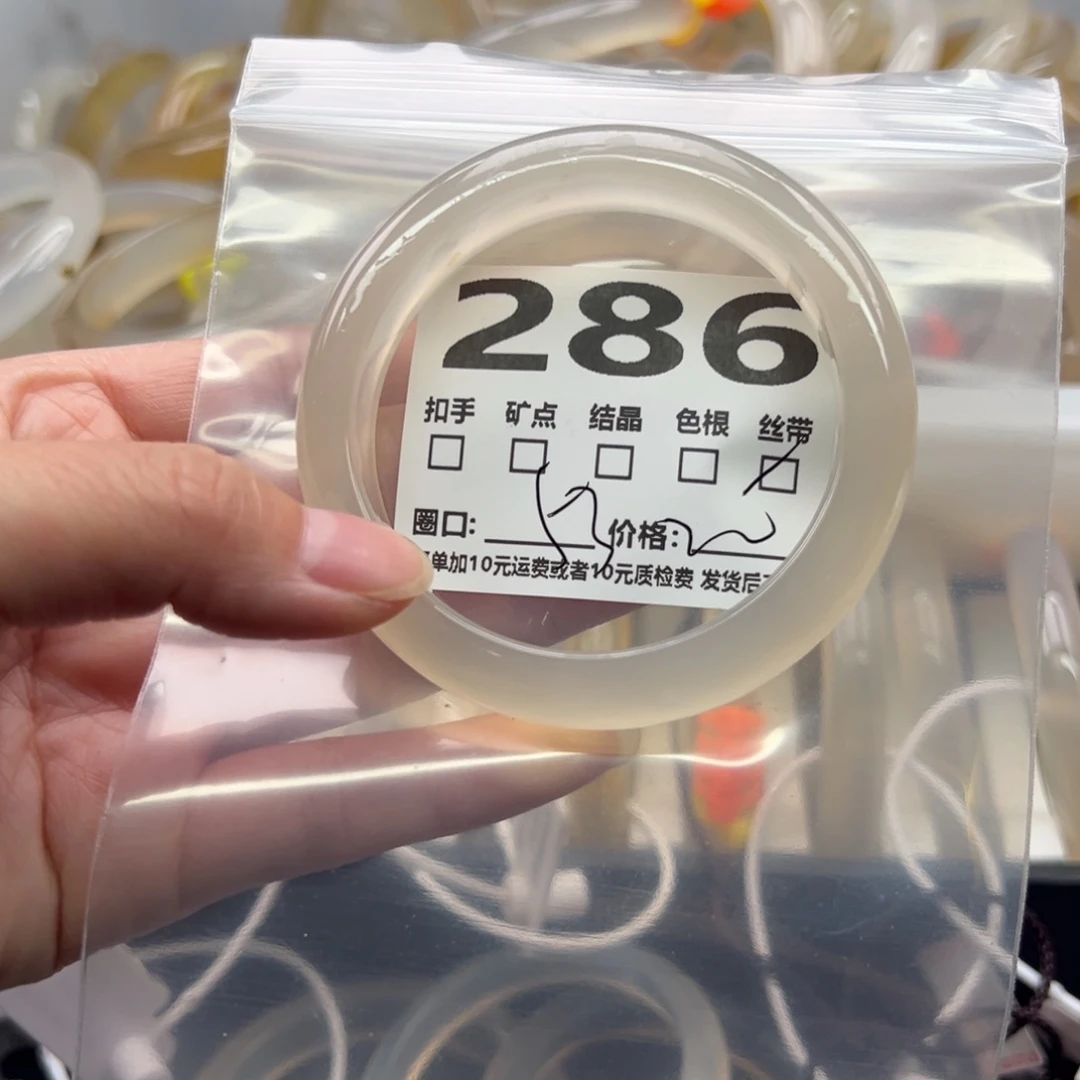 286
扣手 矿点 结晶 色根 丝带
圈口: 价格:
单加10元运费或者10元质检费 发货后